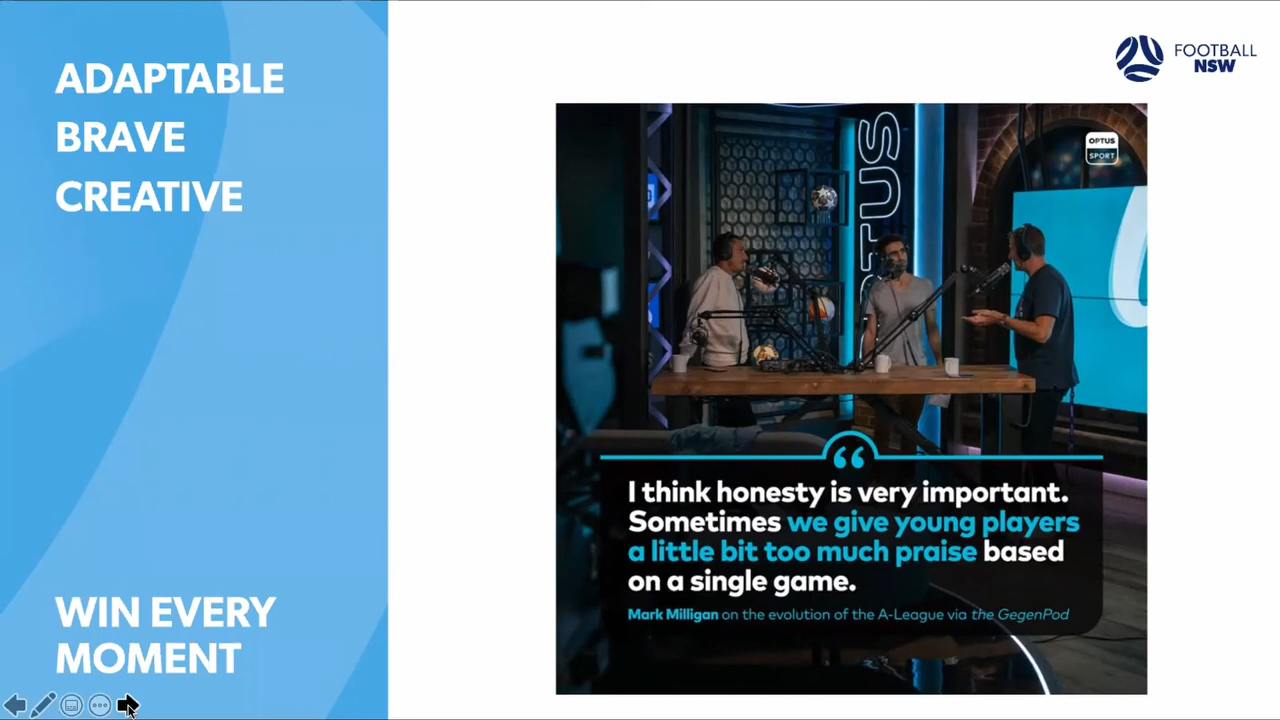 ADAPTABLE
BRAVE
CREATIVE
WIN EVERY
MOMENT
FOOTBALL
NSW
OPTUS
SPORT
OPTUS
“
I think honesty is very important.
Sometimes we give young players
a little bit too much praise based
on a single game.
Mark Milligan on the evolution of the A-League via the GegenPod